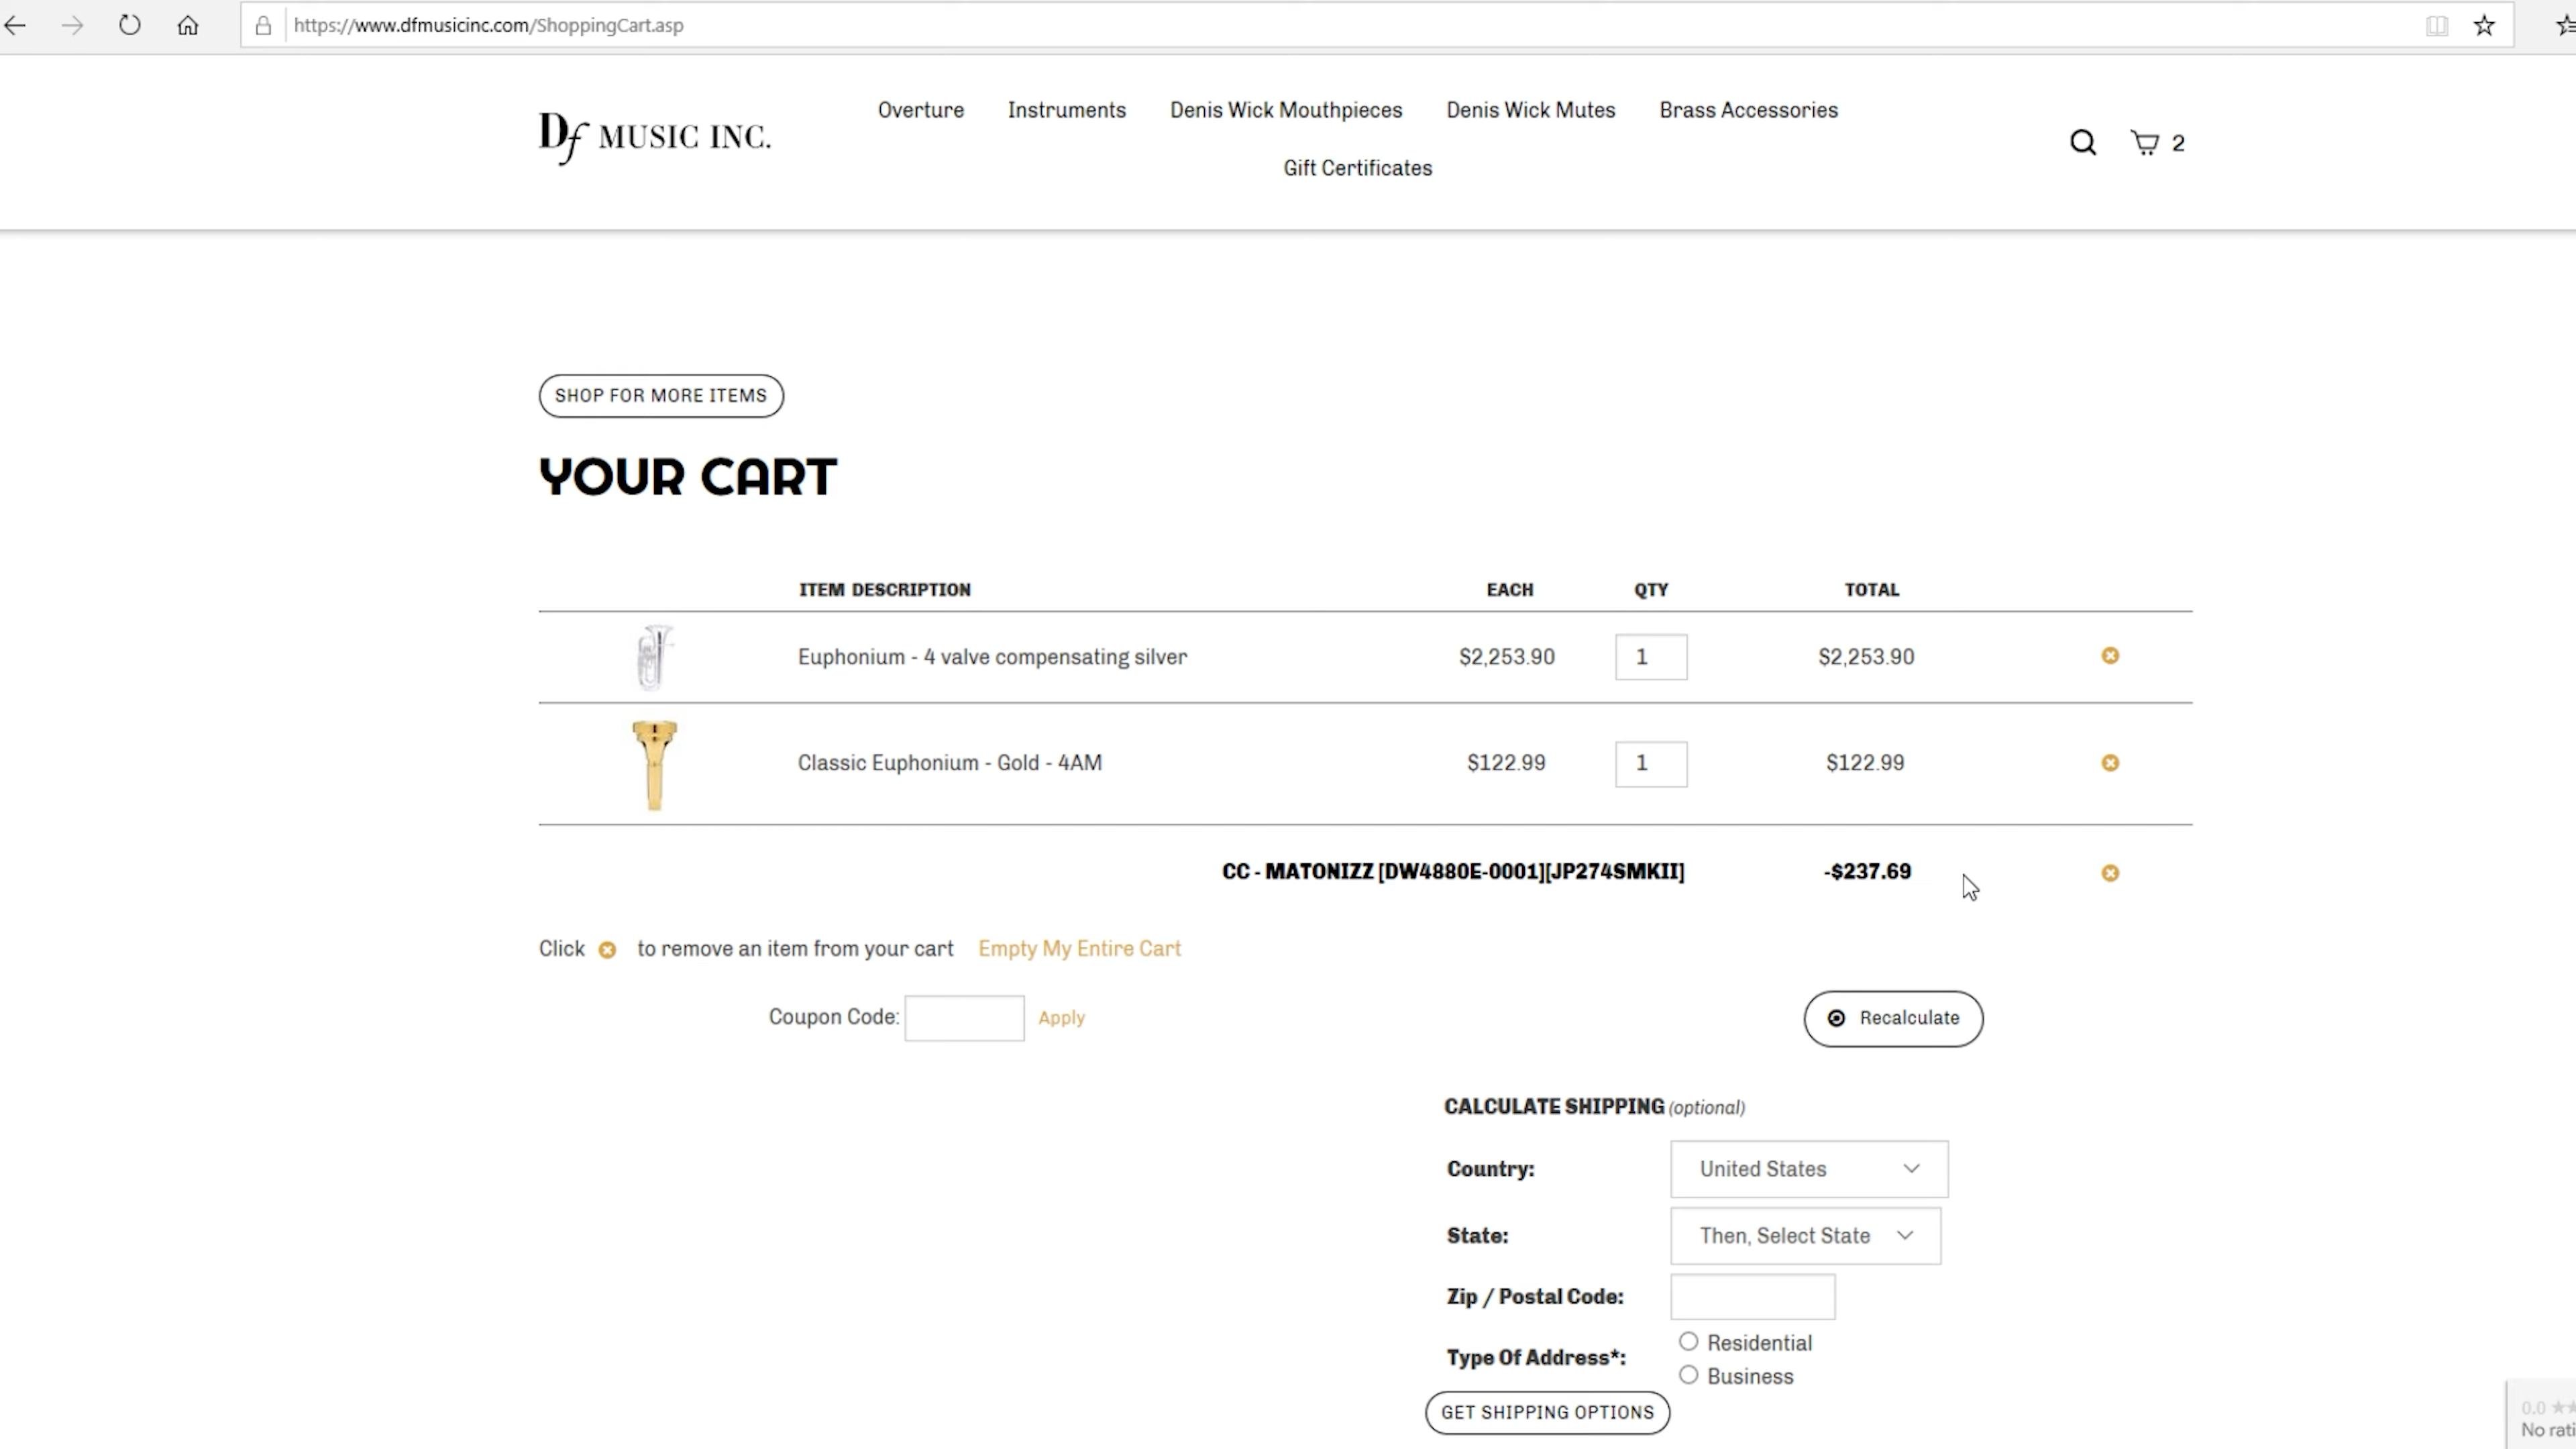 https://www.dfmusicinc.com/ShoppingCart.asp
Df MUSIC INC.
Overture Instruments Denis Wick Mouthpieces Denis Wick Mutes Brass Accessories
Gift Certificates
2
SHOP FOR MORE ITEMS
YOUR CART
ITEM DESCRIPTION EACH QTY TOTAL
Euphonium - 4 valve compensating silver $2,253.90 1 $2,253.90
Classic Euphonium - Gold - 4AM $122.99 1 $122.99
CC - MATONIZZ [DW4880E-0001][JP274SMKII] -$237.69
Click to remove an item from your cart Empty My Entire Cart
Coupon Code: Apply
Recalculate
CALCULATE SHIPPING (optional)
Country: United States
State: Then, Select State
Zip / Postal Code:
Residential
Type Of Address*:
Business
GET SHIPPING OPTIONS
0.0
No